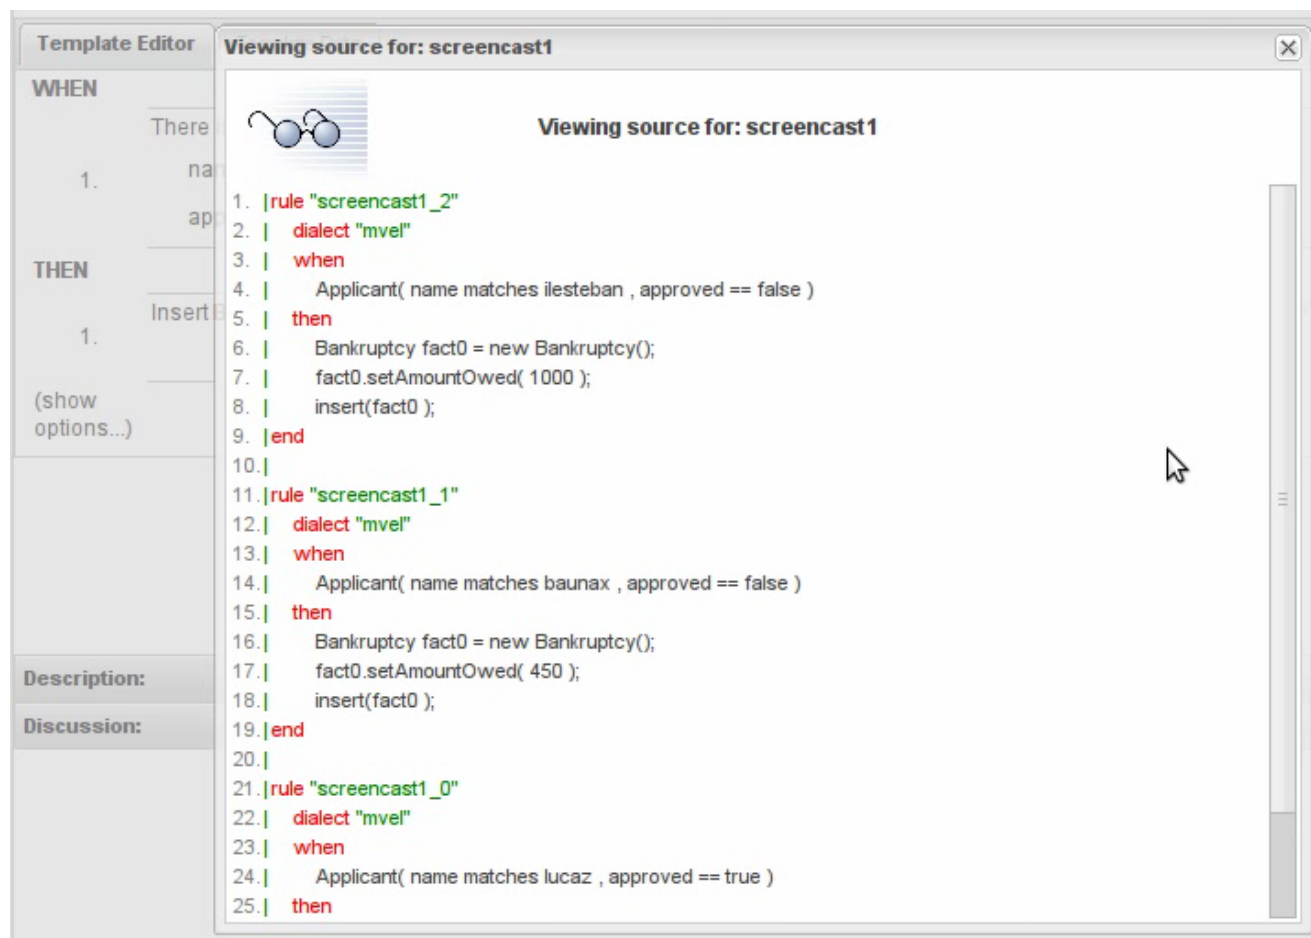 Template Editor
Viewing source for: screencast1
WHEN
There
1.
nam
app
THEN
Insert
1.
(show
options...)
Description:
Discussion:
Viewing source for: screencast1
1. |rule "screencast1_2"
2. | dialect "mvel"
3. | when
4. | Applicant( name matches ilesteban , approved == false )
5. | then
6. | Bankruptcy fact0 = new Bankruptcy();
7. | fact0.setAmountOwed( 1000 );
8. | insert(fact0 );
9. |end
10.|
11.|rule "screencast1_1"
12.| dialect "mvel"
13.| when
14.| Applicant( name matches baunax , approved == false )
15.| then
16.| Bankruptcy fact0 = new Bankruptcy();
17.| fact0.setAmountOwed( 450 );
18.| insert(fact0 );
19.|end
20.|
21.|rule "screencast1_0"
22.| dialect "mvel"
23.| when
24.| Applicant( name matches lucaz , approved == true )
25.| then